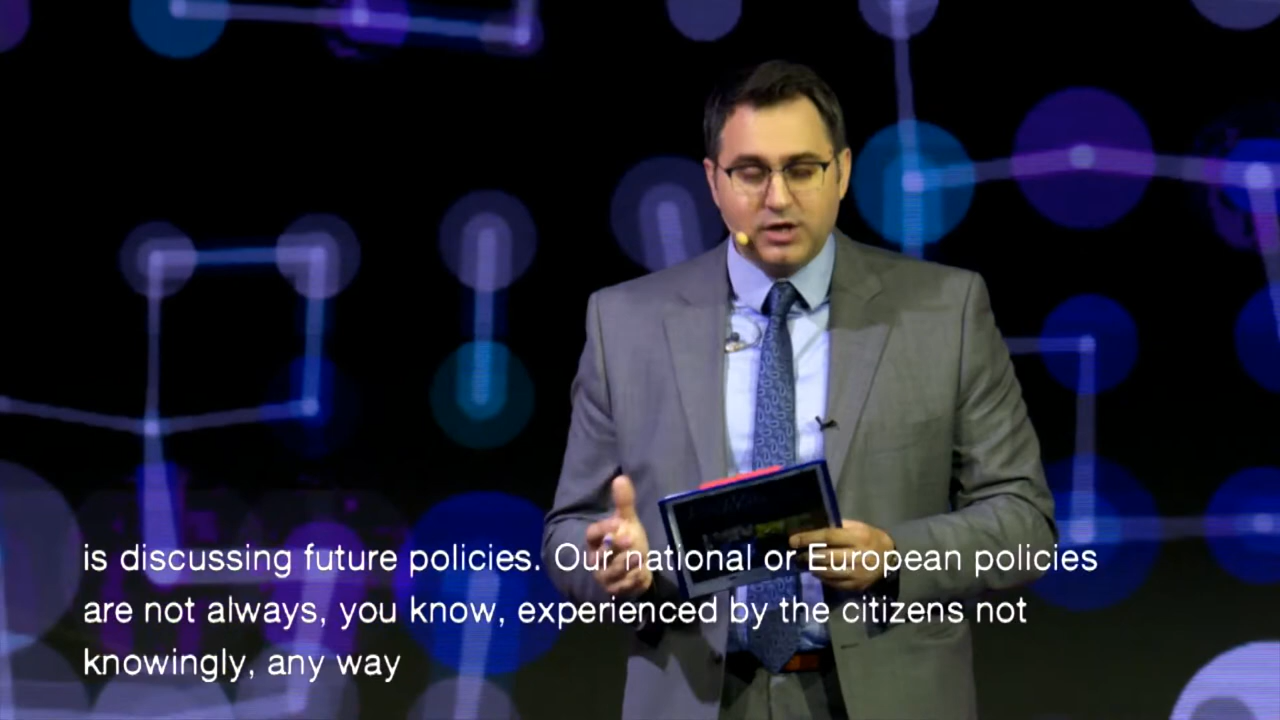 is discussing future policies. Our national or European policies
are not always, you know, experienced by the citizens not
knowingly, any way